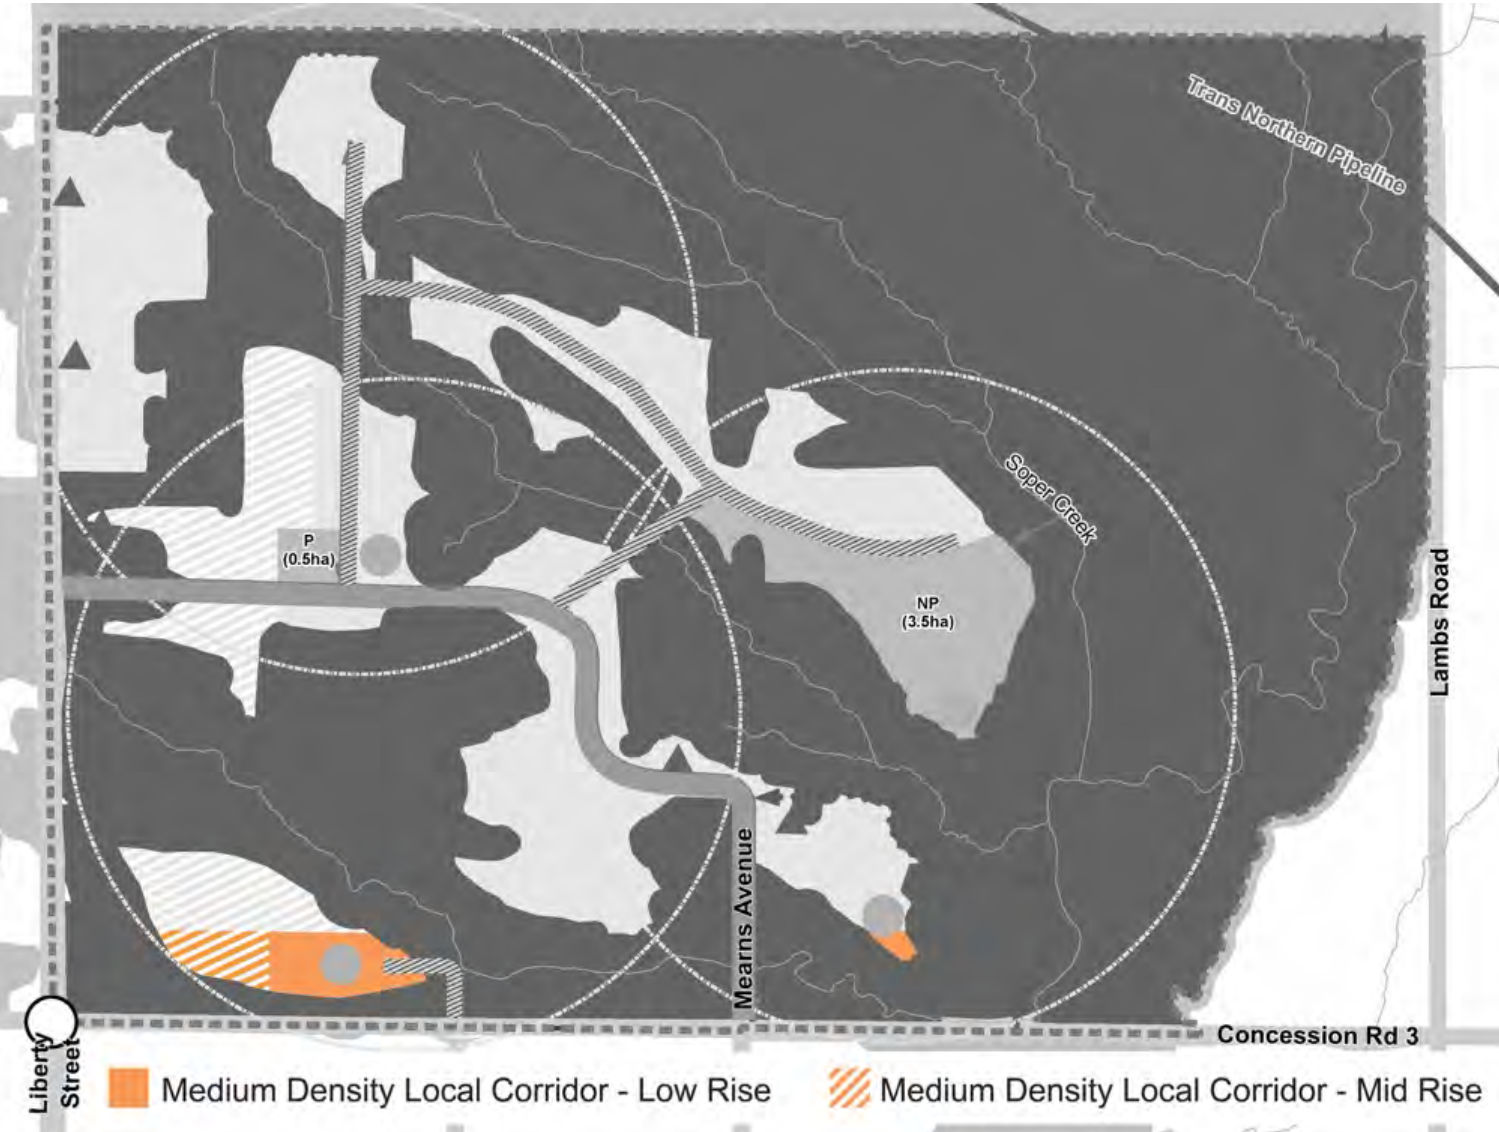 Trans Northern Pipeline
Soper Creek
P
(0.5ha)
NP
(3.5ha)
Lambs Road
Mearns Avenue
Concession Rd 3
Liberty
Street
Medium Density Local Corridor - Low Rise
Medium Density Local Corridor - Mid Rise